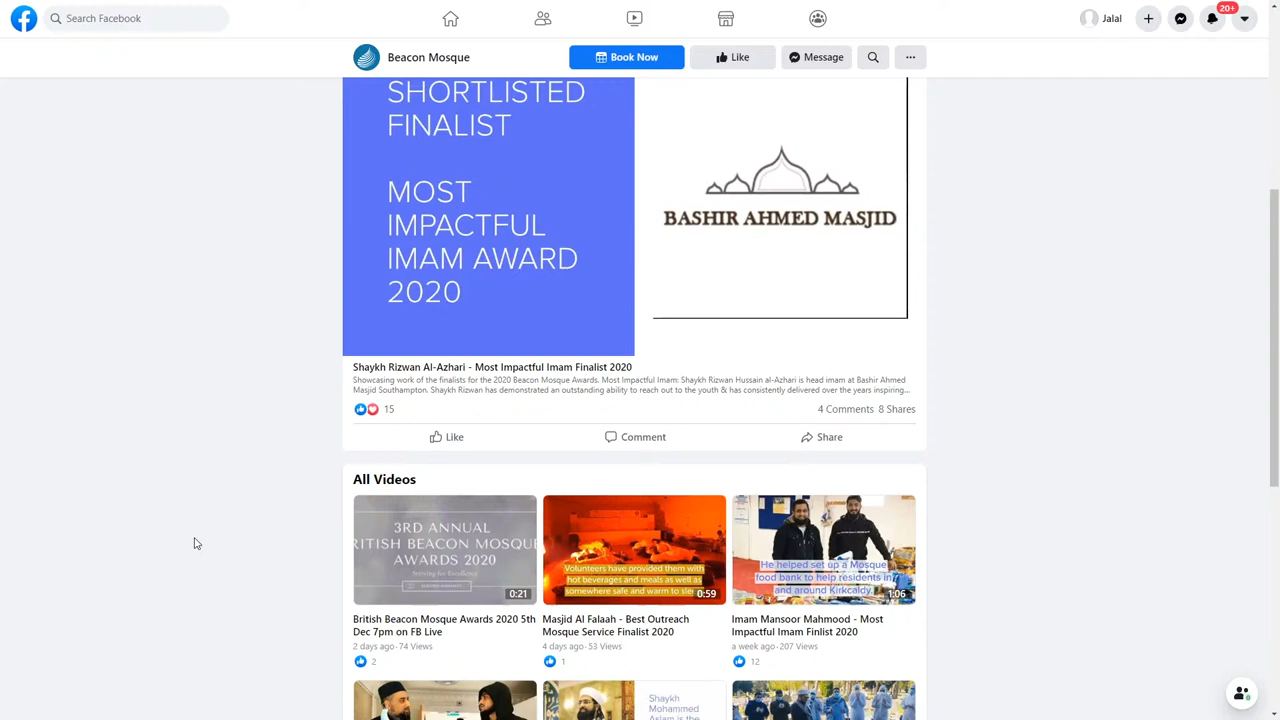 Search Facebook
Jalal
20+
Beacon Mosque
Book Now
Like
Message
SHORTLISTED
FINALIST
MOST
IMPACTFUL
IMAM AWARD
2020
BASHIR AHMED MASJID
Shaykh Rizwan Al-Azhari - Most Impactful Imam Finalist 2020
Showcasing work of the finalists for the 2020 Beacon Mosque Awards. Most Impactful Imam: Shaykh Rizwan Hussain al-Azhari is head imam at Bashir Ahmed
Masjid Southampton. Shaykh Rizwan has demonstrated an outstanding ability to reach out to the youth & has consistently delivered over the years inspiring...
15
4 Comments 8 Shares
Like
Comment
Share
All Videos
3RD ANNUAL
RITISH BEACON MOSQUE
AWARDS 2020
Striving for Excellence
0:21
British Beacon Mosque Awards 2020 5th
Dec 7pm on FB Live
2 days ago · 74 Views
2
Volunteers have provided them with
hot beverages and meals as well as
somewhere safe and warm to sle
0:59
Masjid Al Falaah - Best Outreach
Mosque Service Finalist 2020
4 days ago · 53 Views
1
He helped set up a Mosque
food bank to help residents in
and around Kirkcaldy.
1:06
Imam Mansoor Mahmood - Most
Impactful Imam Finlist 2020
a week ago · 207 Views
12
Shaykh
Mohammed
Aslam is the